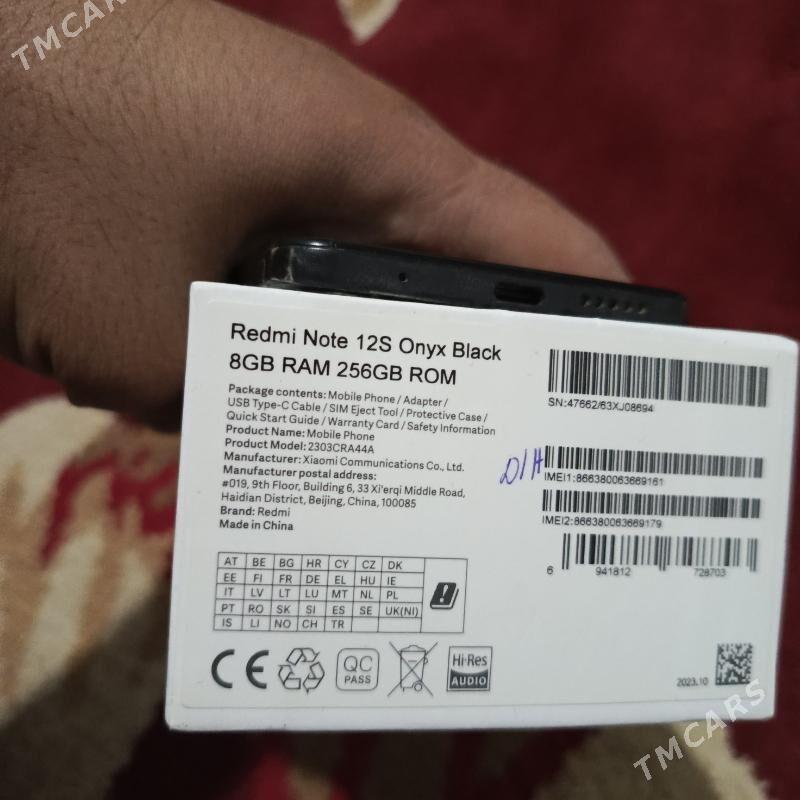 TMCARS
Redmi Note 12S Onyx Black
8GB RAM 256GB ROM
Package contents: Mobile Phone / Adapter /
USB Type-C Cable / SIM Eject Tool / Protective Case /
Quick Start Guide / Warranty Card / Safety Information
Product Name: Mobile Phone
Product Model: 2303CRA44A
Manufacturer: Xiaomi Communications Co., Ltd.
Manufacturer postal address:
#019, 9th Floor, Building 6, 33 Xi'erqi Middle Road,
Haidian District, Beijing, China, 100085
Brand: Redmi
Made in China
SN:47662/63XJ08694
D/H
IMEI1:866380063669161
IMEI2:866380063669179
6 941812 728703
AT BE BG HR CY CZ DK
EE FI FR DE EL HU IE
IT LV LT LU MT NL PL
PT RO SK SI ES SE UK(NI)
IS LI NO CH TR
CE
QC PASS
Hi-Res AUDIO
2023.10
TMCARS